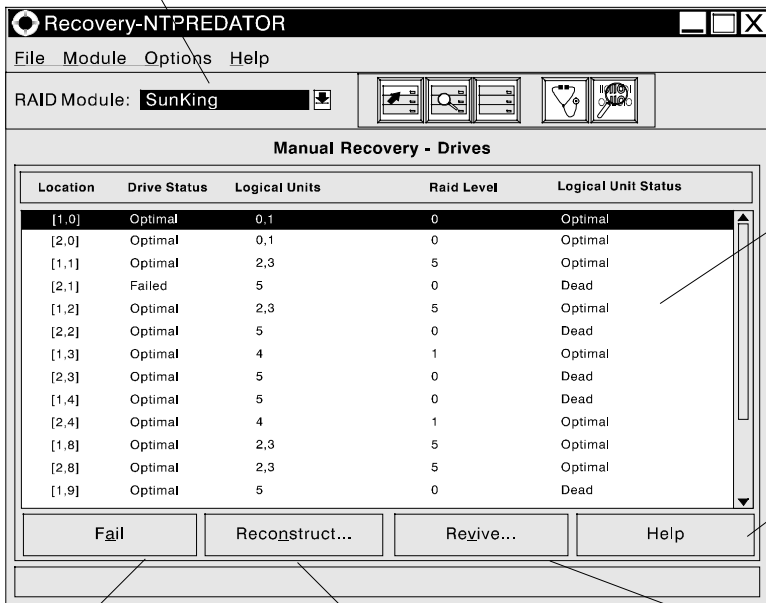 Recovery-NTPREDATOR
File Module Options Help
RAID Module: SunKing
Manual Recovery - Drives
Location Drive Status Logical Units Raid Level Logical Unit Status
[1,0] Optimal 0,1 0 Optimal
[2,0] Optimal 0,1 0 Optimal
[1,1] Optimal 2,3 5 Optimal
[2,1] Failed 5 0 Dead
[1,2] Optimal 2,3 5 Optimal
[2,2] Optimal 5 0 Dead
[1,3] Optimal 4 1 Optimal
[2,3] Optimal 5 0 Dead
[1,4] Optimal 5 0 Dead
[2,4] Optimal 4 1 Optimal
[1,8] Optimal 2,3 5 Optimal
[2,8] Optimal 2,3 5 Optimal
[1,9] Optimal 5 0 Dead
Fail Reconstruct... Revive... Help